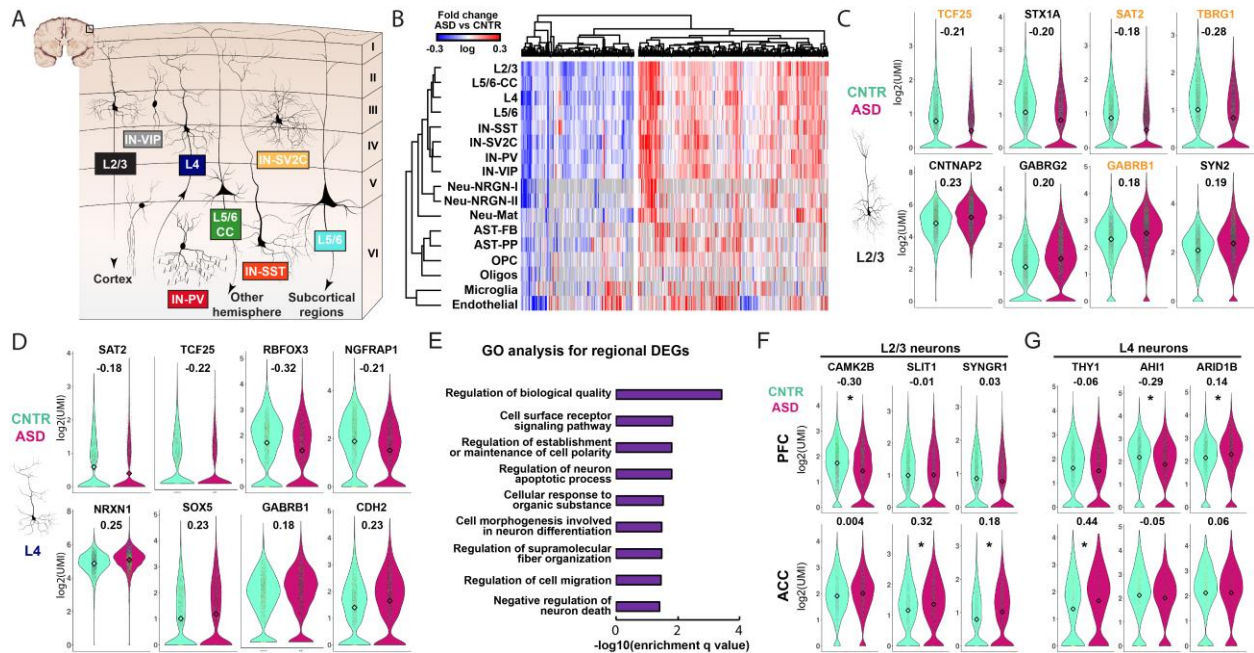 A
I
II
III
IV
V
VI
IN-VIP
L2/3
L4
IN-SV2C
L5/6
CC
L5/6
IN-SST
IN-PV
Cortex
Other
hemisphere
Subcortical
regions
B
Fold change
ASD vs CNTR
-0.3 log 0.3
L2/3
L5/6-CC
L4
L5/6
IN-SST
IN-SV2C
IN-PV
IN-VIP
Neu-NRGN-I
Neu-NRGN-II
Neu-Mat
AST-FB
AST-PP
OPC
Oligos
Microglia
Endothelial
C
CNTR
ASD
L2/3
log2(UMI)
TCF25 STX1A SAT2 TBRG1
-0.21 -0.20 -0.18 -0.28
log2(UMI)
CNTNAP2 GABRG2 GABRB1 SYN2
0.23 0.20 0.18 0.19
D
CNTR
ASD
L4
log2(UMI)
SAT2 TCF25 RBFOX3 NGFRAP1
-0.18 -0.22 -0.32 -0.21
log2(UMI)
NRXN1 SOX5 GABRB1 CDH2
0.25 0.23 0.18 0.23
E
GO analysis for regional DEGs
Regulation of biological quality
Cell surface receptor
signaling pathway
Regulation of establishment
or maintenance of cell polarity
Regulation of neuron
apoptotic process
Cellular response to
organic substance
Cell morphogenesis involved
in neuron differentiation
Regulation of supramolecular
fiber organization
Regulation of cell migration
Negative regulation of
neuron death
0 2 4
-log10(enrichment q value)
F
L2/3 neurons
CNTR
ASD
CAMK2B SLIT1 SYNGR1
-0.30 -0.01 0.03
*
PFC
log2(UMI)
0.004 0.32 0.18
* *
ACC
log2(UMI)
G
L4 neurons
THY1 AHI1 ARID1B
-0.06 -0.29 0.14
* *
0.44 -0.05 0.06
*